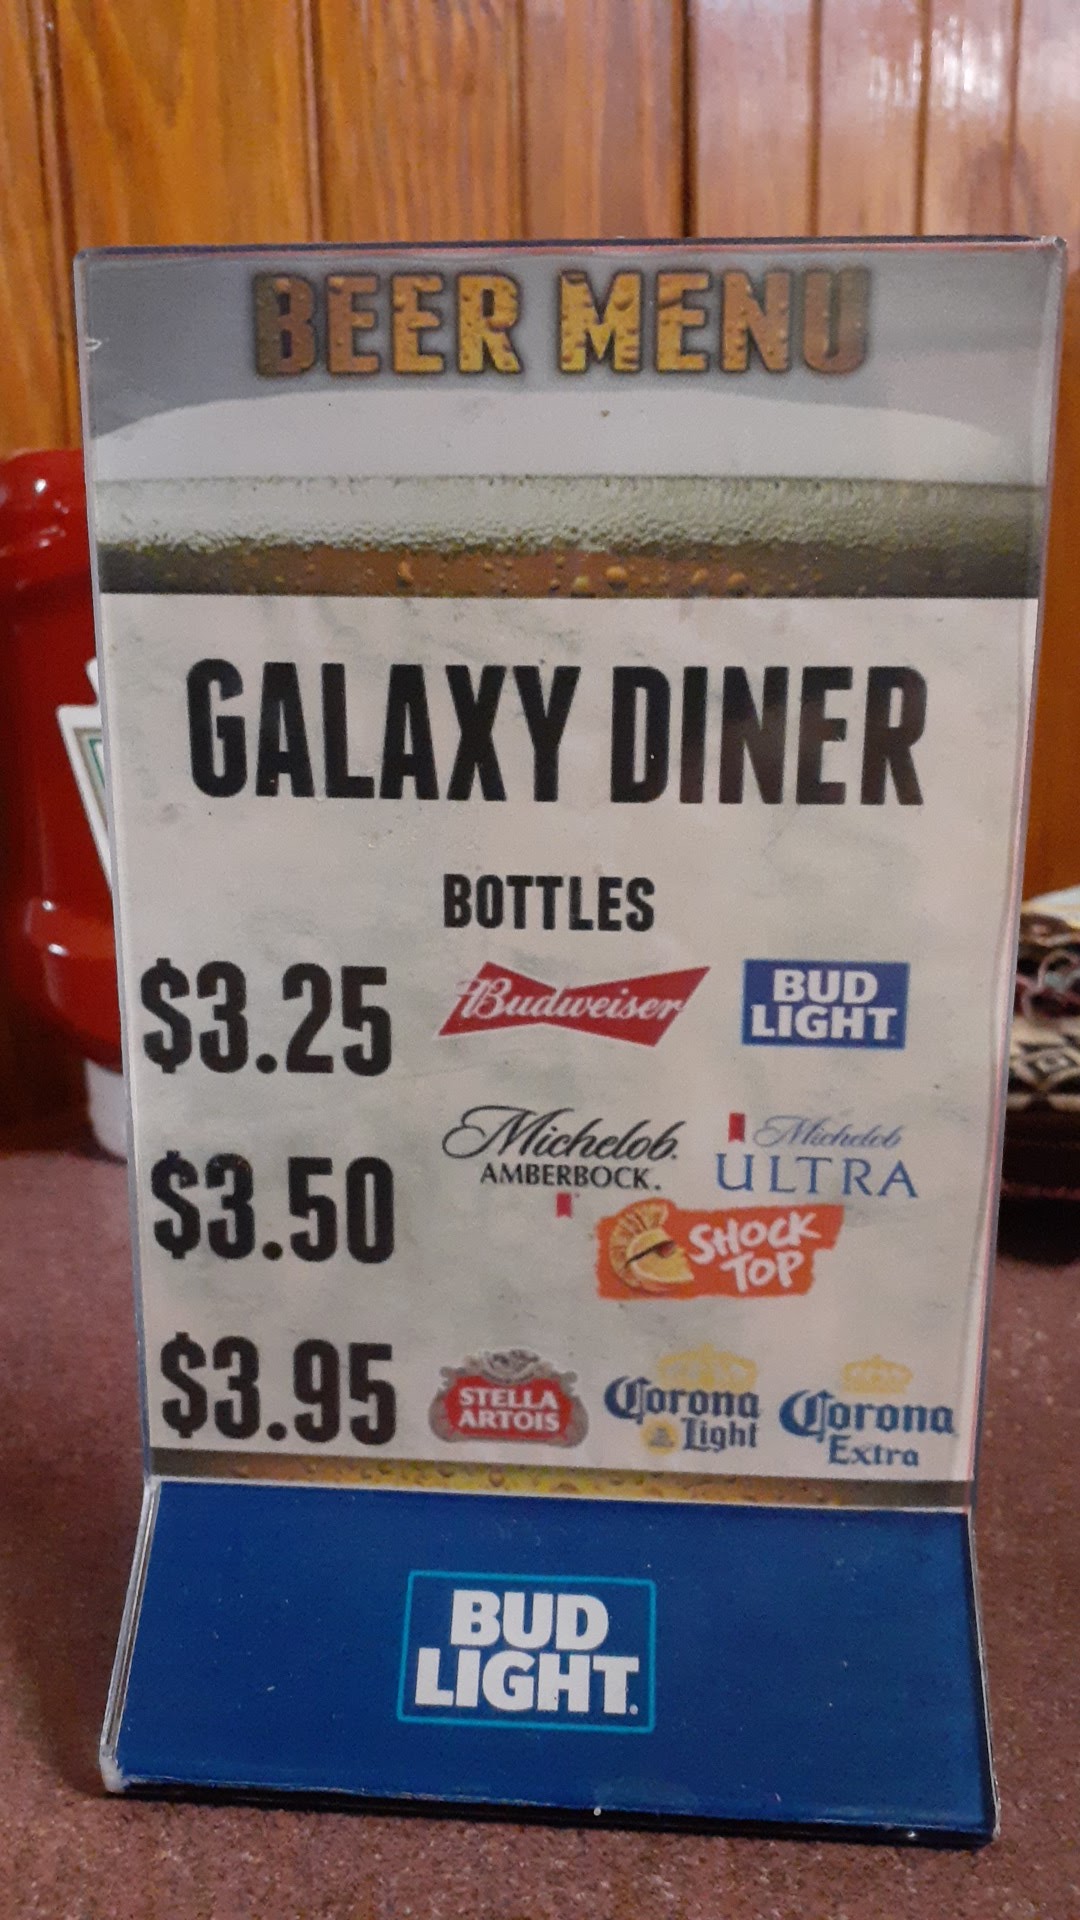 BEER MENU
GALAXY DINER
BOTTLES
$3.25 Budweiser BUD LIGHT
$3.50 Michelob. AMBERBOCK. Michelob ULTRA
SHOCK TOP
$3.95 STELLA ARTOIS Corona Light Corona Extra
BUD
LIGHT.